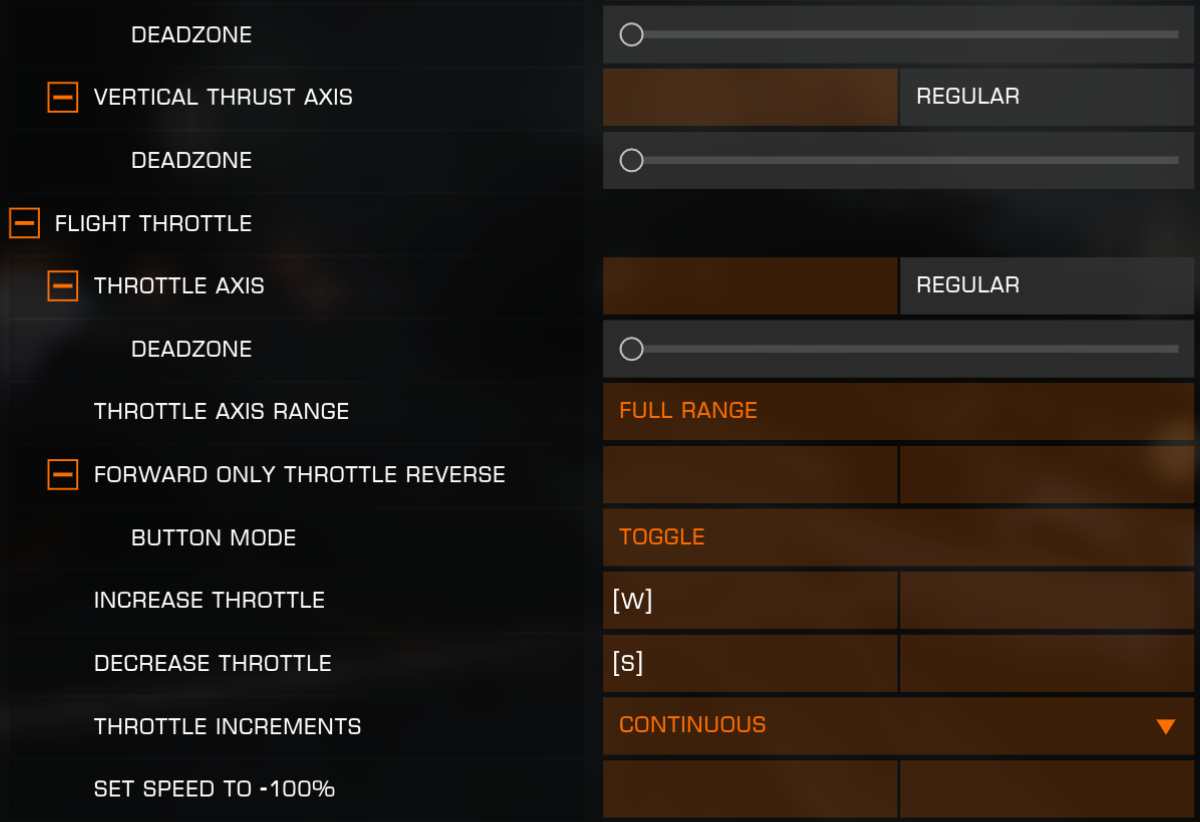 DEADZONE
VERTICAL THRUST AXIS REGULAR
DEADZONE
FLIGHT THROTTLE
THROTTLE AXIS REGULAR
DEADZONE
THROTTLE AXIS RANGE FULL RANGE
FORWARD ONLY THROTTLE REVERSE
BUTTON MODE TOGGLE
INCREASE THROTTLE [W]
DECREASE THROTTLE [S]
THROTTLE INCREMENTS CONTINUOUS
SET SPEED TO -100%